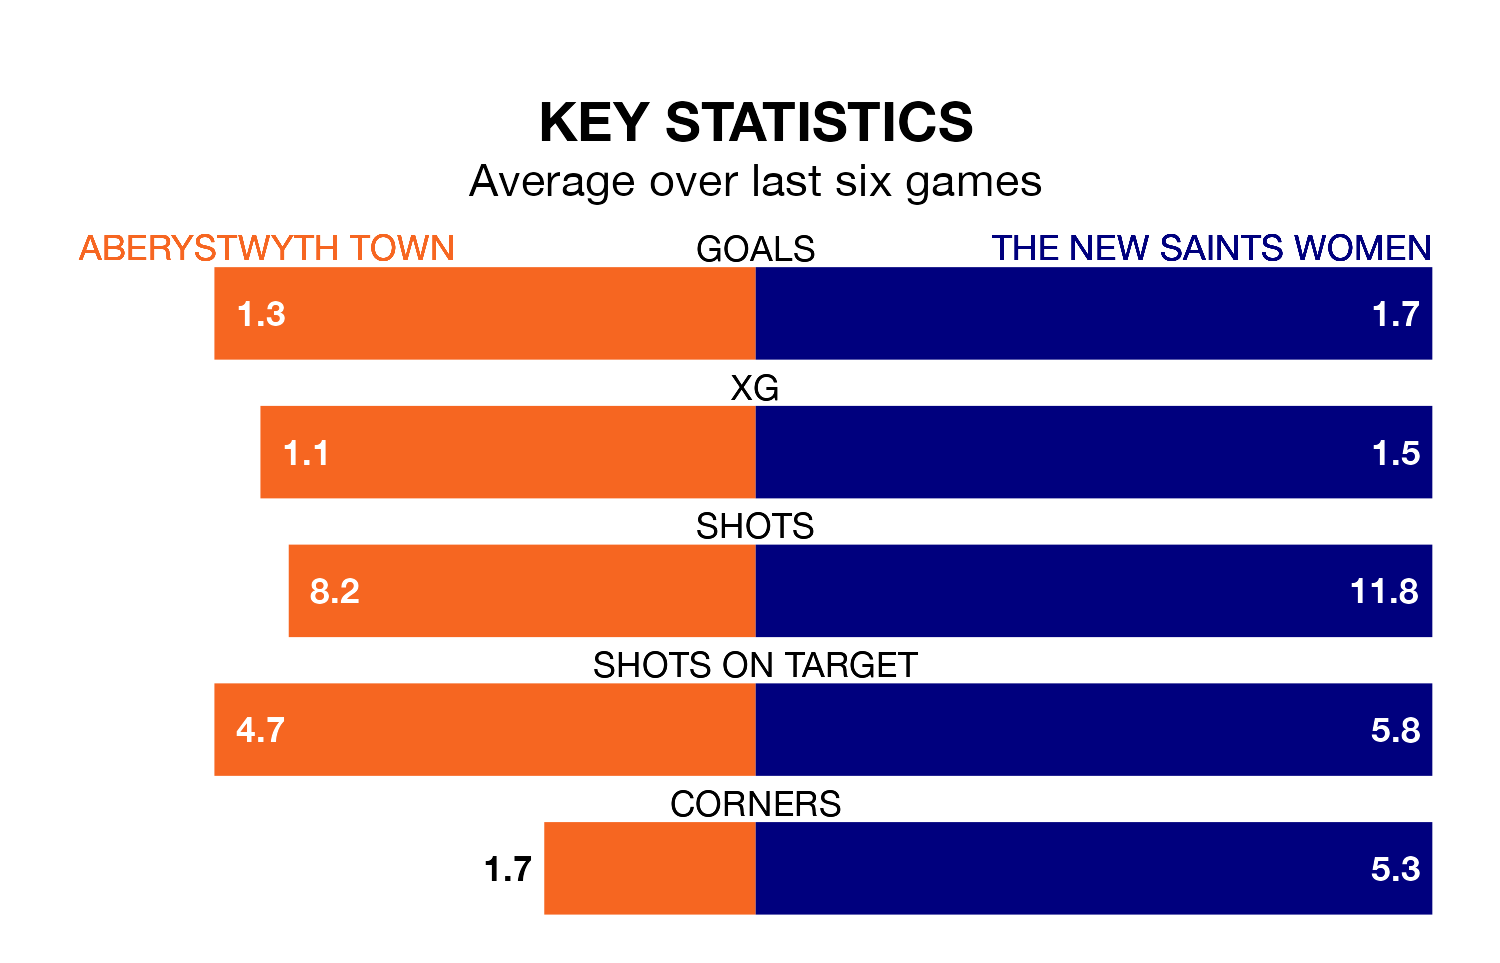 KEY STATISTICS
Average over last six games
ABERYSTWYTH TOWN GOALS THE NEW SAINTS WOMEN
1.3 1.7
XG
1.1 1.5
SHOTS
8.2 11.8
SHOTS ON TARGET
4.7 5.8
CORNERS
1.7 5.3